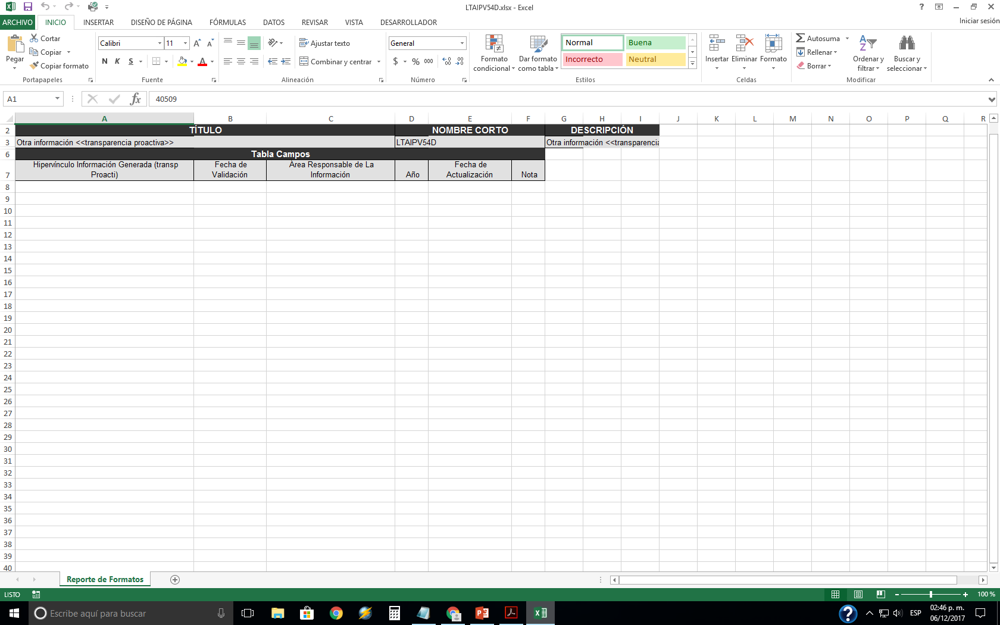 LTAIPV54D.xlsx - Excel
Iniciar sesión
ARCHIVO INICIO INSERTAR DISEÑO DE PÁGINA FÓRMULAS DATOS REVISAR VISTA DESARROLLADOR
Pegar
Cortar
Copiar
Copiar formato
Portapapeles
Calibri 11
N K S
Fuente
Ajustar texto
Combinar y centrar
Alineación
General
$ % 000
Número
Formato condicional
Dar formato como tabla
Normal Buena
Incorrecto Neutral
Estilos
Insertar Eliminar Formato
Celdas
Autosuma
Rellenar
Borrar
Ordenar y filtrar
Buscar y seleccionar
Modificar
A1 fx 40509
A B C D E F G H I J K L M N O P Q R
2 TÍTULO NOMBRE CORTO DESCRIPCIÓN
3 Otra información <<transparencia proactiva>> LTAIPV54D Otra información <<transparencia
6 Tabla Campos
7 Hipervínculo Información Generada (transp Proacti) Fecha de Validación Área Responsable de La Información Año Fecha de Actualización Nota
8
9
10
11
12
13
14
15
16
17
18
19
20
21
22
23
24
25
26
27
28
29
30
31
32
33
34
35
36
37
38
39
40
Reporte de Formatos
LISTO 100 %
Escribe aquí para buscar
ESP
02:46 p. m.
06/12/2017